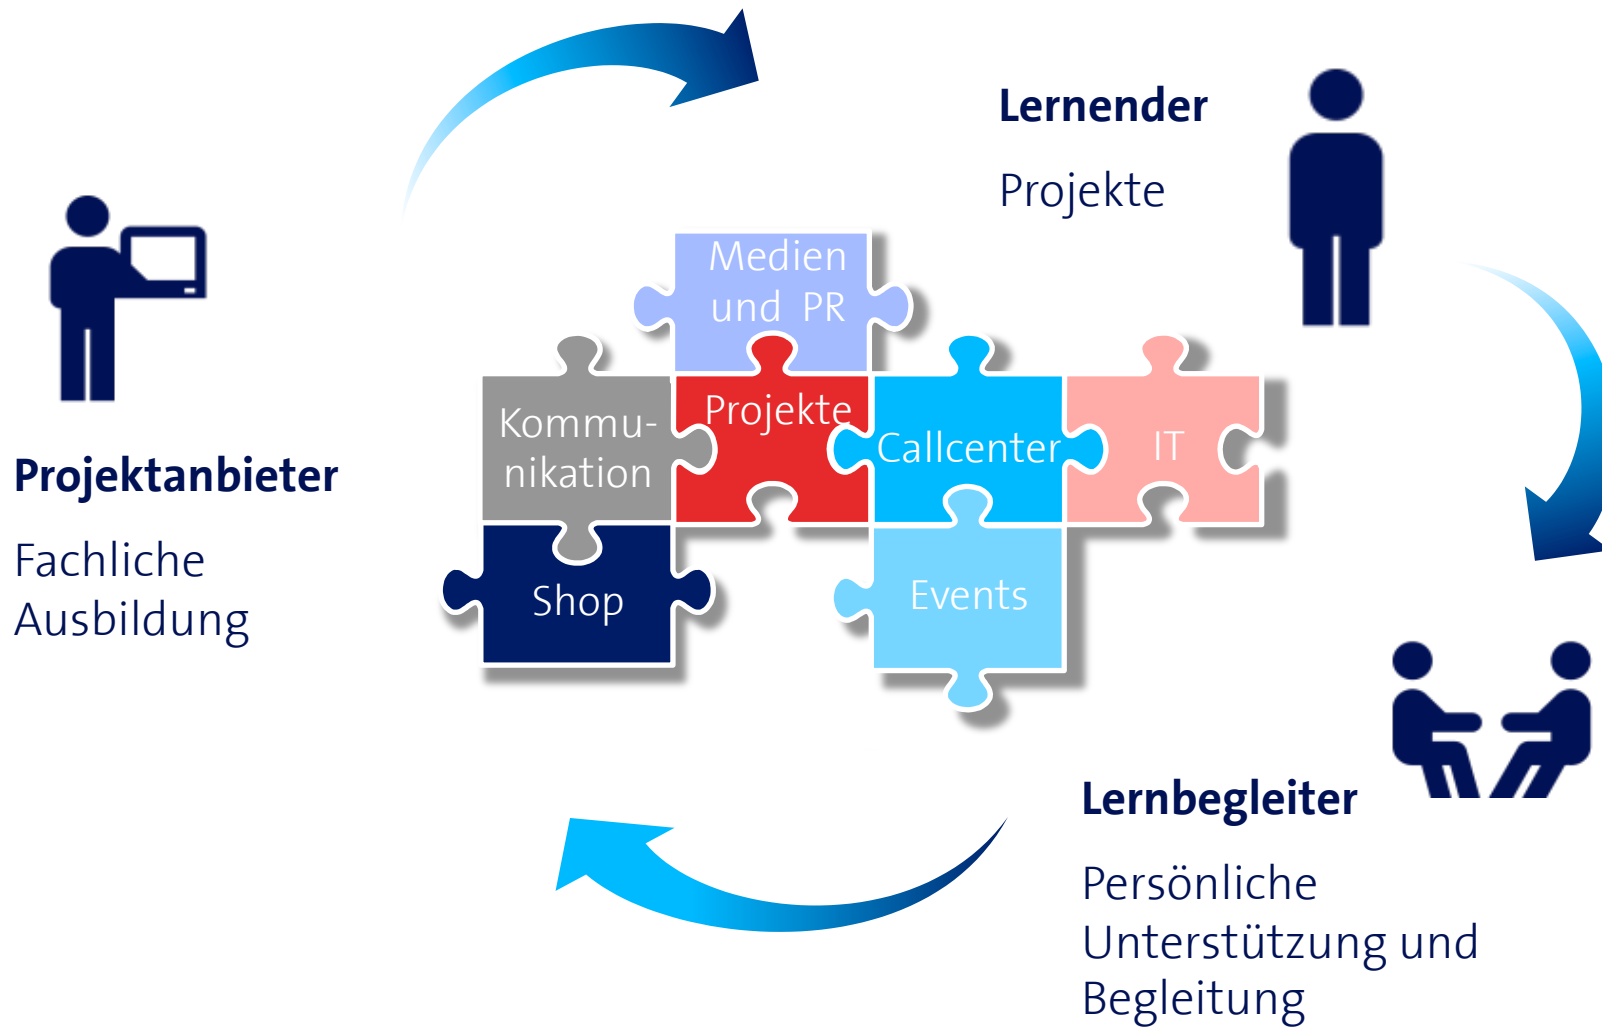 Lernender
Projekte
Projektanbieter
Fachliche
Ausbildung
Medien
und PR
Kommu-
nikation
Projekte
Callcenter
IT
Shop
Events
Lernbegleiter
Persönliche
Unterstützung und
Begleitung